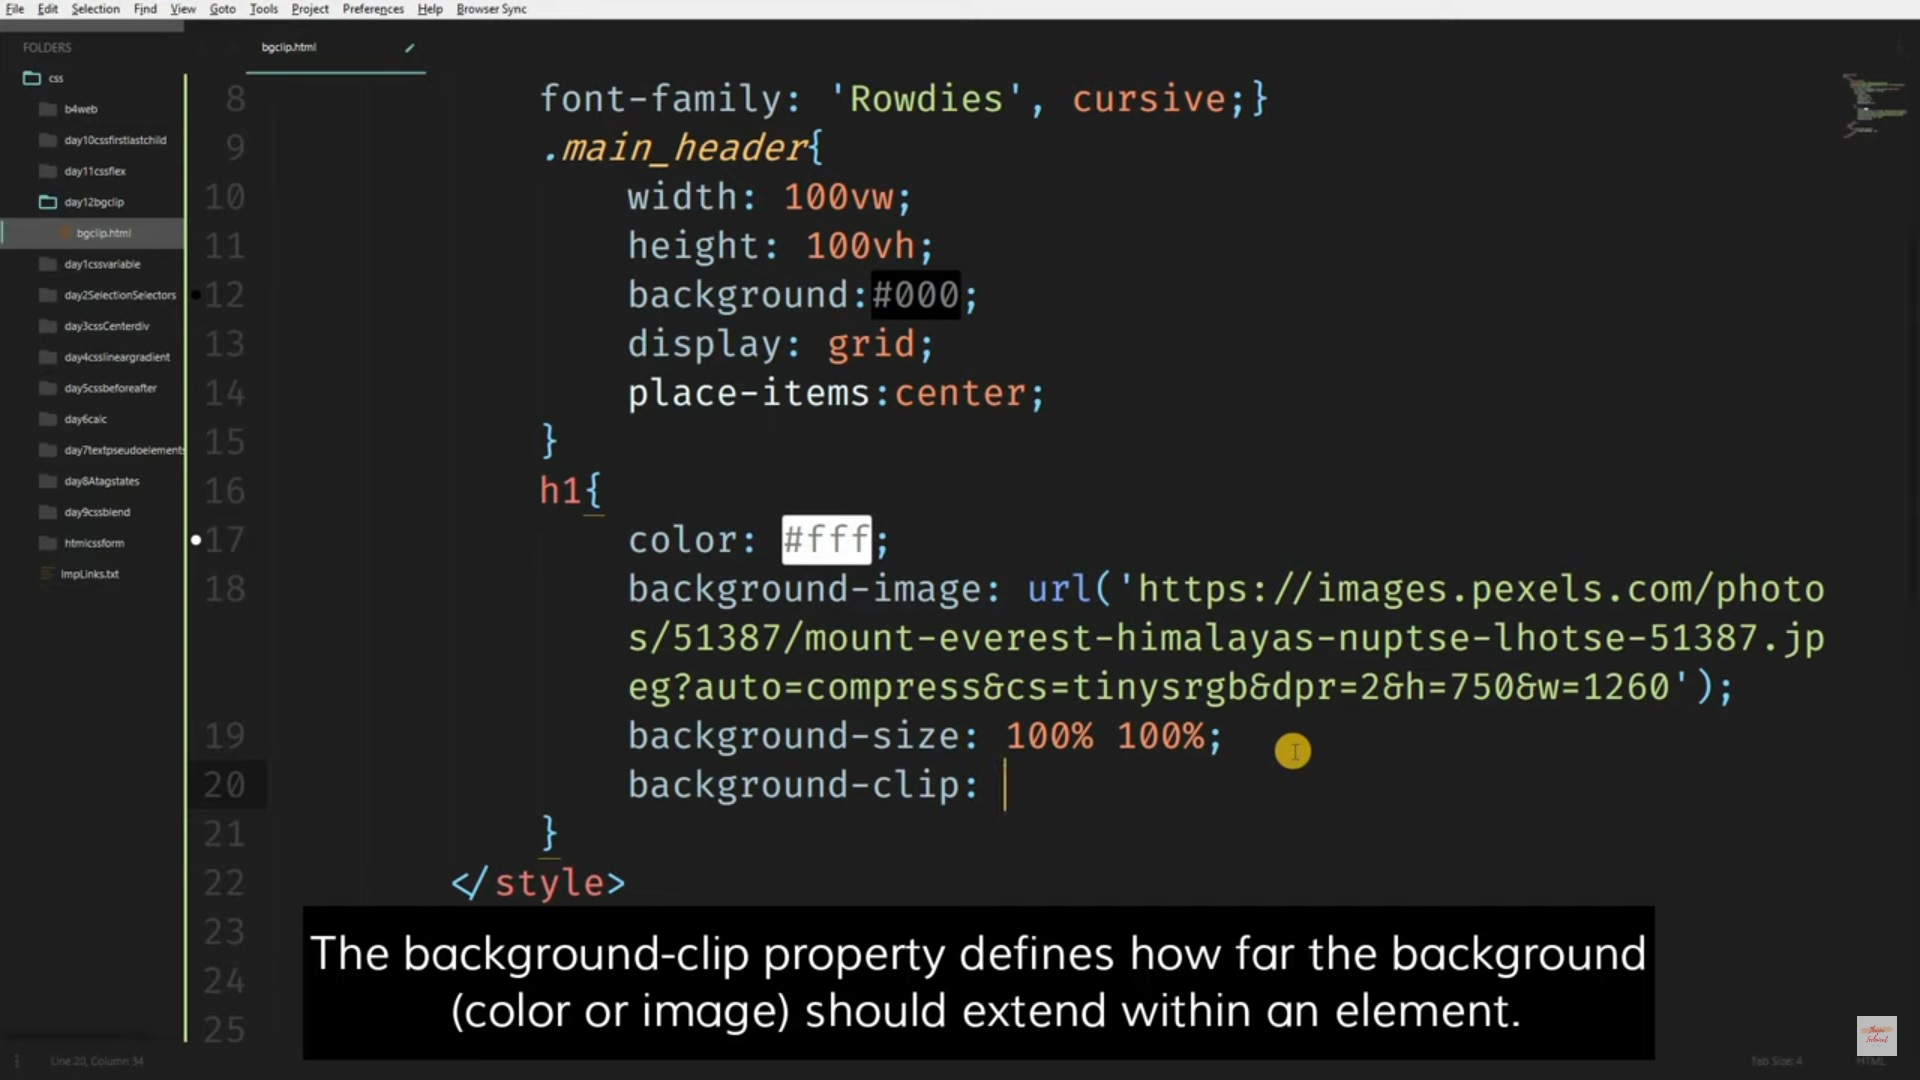 File Edit Selection Find View Goto Tools Project Preferences Help Browser Sync
FOLDERS
css
b4web
day10cssfirstlastchild
day11cssflex
day12bgclip
bgclip.html
day1cssvariable
day2SelectionSelectors
day3cssCenterdiv
day4csslineargradient
day5cssbeforeafter
day6calc
day7textpseudoelements
day8Atagstates
day9cssblend
htmlcssform
ImpLinks.txt
bgclip.html
8 font-family: 'Rowdies', cursive;}
9 .main_header{
10 width: 100vw;
11 height: 100vh;
12 background:#000;
13 display: grid;
14 place-items:center;
15 }
16 h1{
17 color: #fff;
18 background-image: url('https://images.pexels.com/photo
s/51387/mount-everest-himalayas-nuptse-lhotse-51387.jp
eg?auto=compress&cs=tinysrgb&dpr=2&h=750&w=1260');
19 background-size: 100% 100%;
20 background-clip:
21 }
22 </style>
23
24
25
The background-clip property defines how far the background
(color or image) should extend within an element.
Line 20, Column 34
Tab Size: 4
HTML